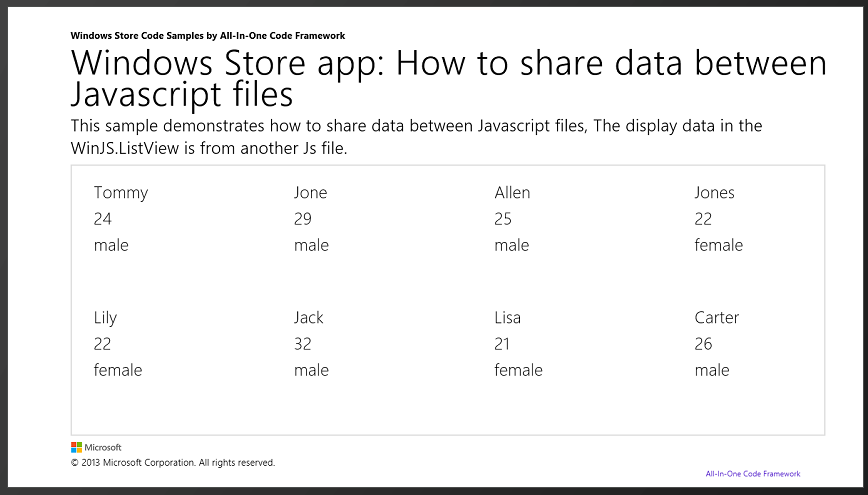 Windows Store Code Samples by All-In-One Code Framework
Windows Store app: How to share data between
Javascript files
This sample demonstrates how to share data between Javascript files, The display data in the
WinJS.ListView is from another Js file.
Tommy Jone Allen Jones
24 29 25 22
male male male female
Lily Jack Lisa Carter
22 32 21 26
female male female male
Microsoft
© 2013 Microsoft Corporation. All rights reserved.
All-In-One Code Framework